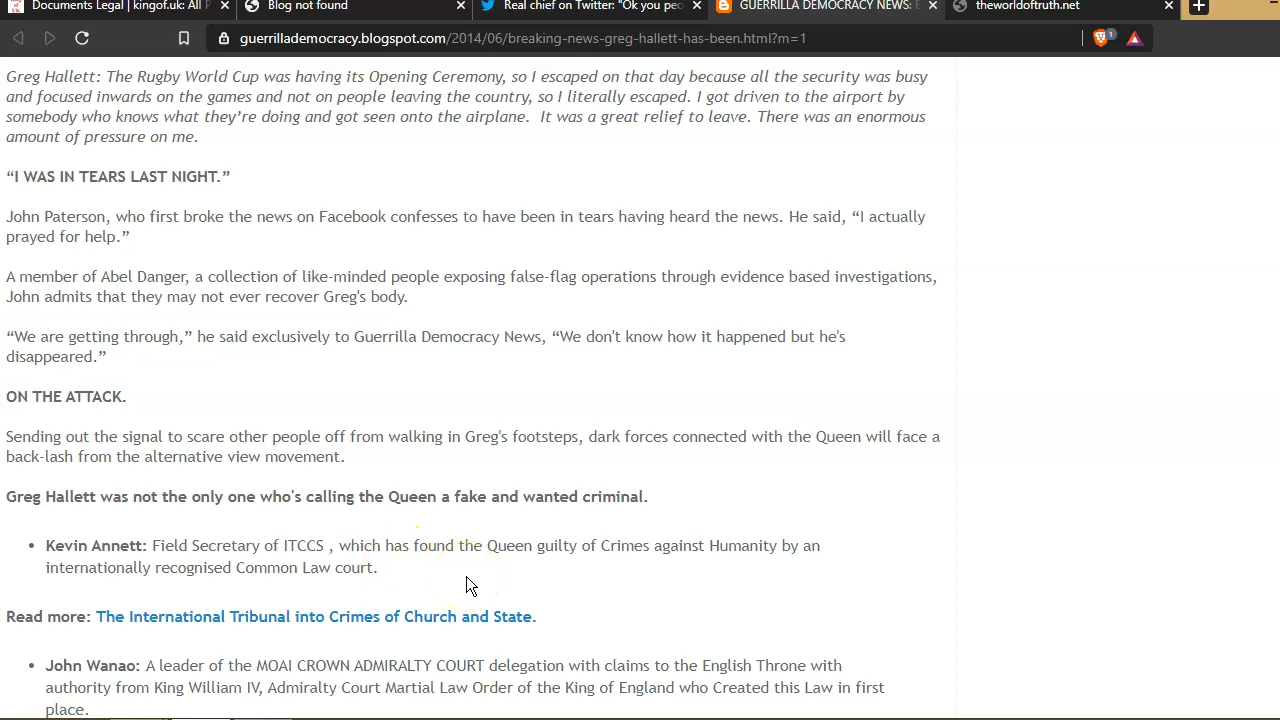 Documents Legal | kingof.uk: All P
Blog not found
Real chief on Twitter: "Ok you peo
GUERRILLA DEMOCRACY NEWS: B
theworldoftruth.net
guerrillademocracy.blogspot.com/2014/06/breaking-news-greg-hallett-has-been.html?m=1
1
Greg Hallett: The Rugby World Cup was having its Opening Ceremony, so I escaped on that day because all the security was busy
and focused inwards on the games and not on people leaving the country, so I literally escaped. I got driven to the airport by
somebody who knows what they’re doing and got seen onto the airplane.  It was a great relief to leave. There was an enormous
amount of pressure on me.
“I WAS IN TEARS LAST NIGHT.”
John Paterson, who first broke the news on Facebook confesses to have been in tears having heard the news. He said, “I actually
prayed for help.”
A member of Abel Danger, a collection of like-minded people exposing false-flag operations through evidence based investigations,
John admits that they may not ever recover Greg's body.
“We are getting through,” he said exclusively to Guerrilla Democracy News, “We don't know how it happened but he's
disappeared.”
ON THE ATTACK.
Sending out the signal to scare other people off from walking in Greg's footsteps, dark forces connected with the Queen will face a
back-lash from the alternative view movement.
Greg Hallett was not the only one who's calling the Queen a fake and wanted criminal.
• Kevin Annett: Field Secretary of ITCCS , which has found the Queen guilty of Crimes against Humanity by an
internationally recognised Common Law court.
Read more: The International Tribunal into Crimes of Church and State.
• John Wanao: A leader of the MOAI CROWN ADMIRALTY COURT delegation with claims to the English Throne with
authority from King William IV, Admiralty Court Martial Law Order of the King of England who Created this Law in first
place.